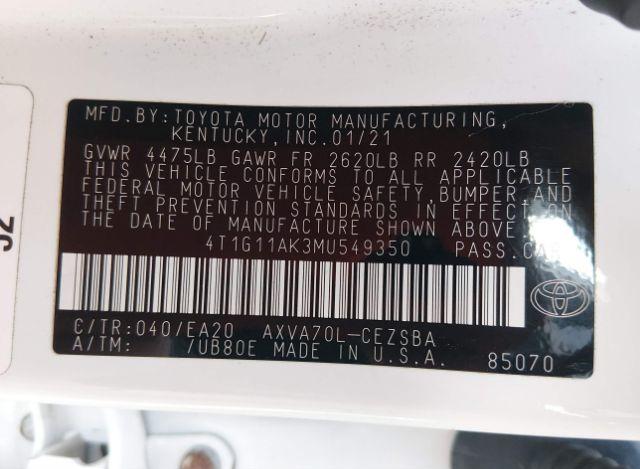 MFD.BY:TOYOTA MOTOR MANUFACTURING,
KENTUCKY,INC.01/21
GVWR 4475LB GAWR FR 2620LB RR 2420LB
THIS VEHICLE CONFORMS TO ALL APPLICABLE
FEDERAL MOTOR VEHICLE SAFETY,BUMPER,AND
THEFT PREVENTION STANDARDS IN EFFECT ON
THE DATE OF MANUFACTURE SHOWN ABOVE.
4T1G11AK3MU549350 PASS.CAR
C/TR:040/EA20 AXVA70L-CEZSBA
A/TM: /UB80E MADE IN U.S.A. 85070